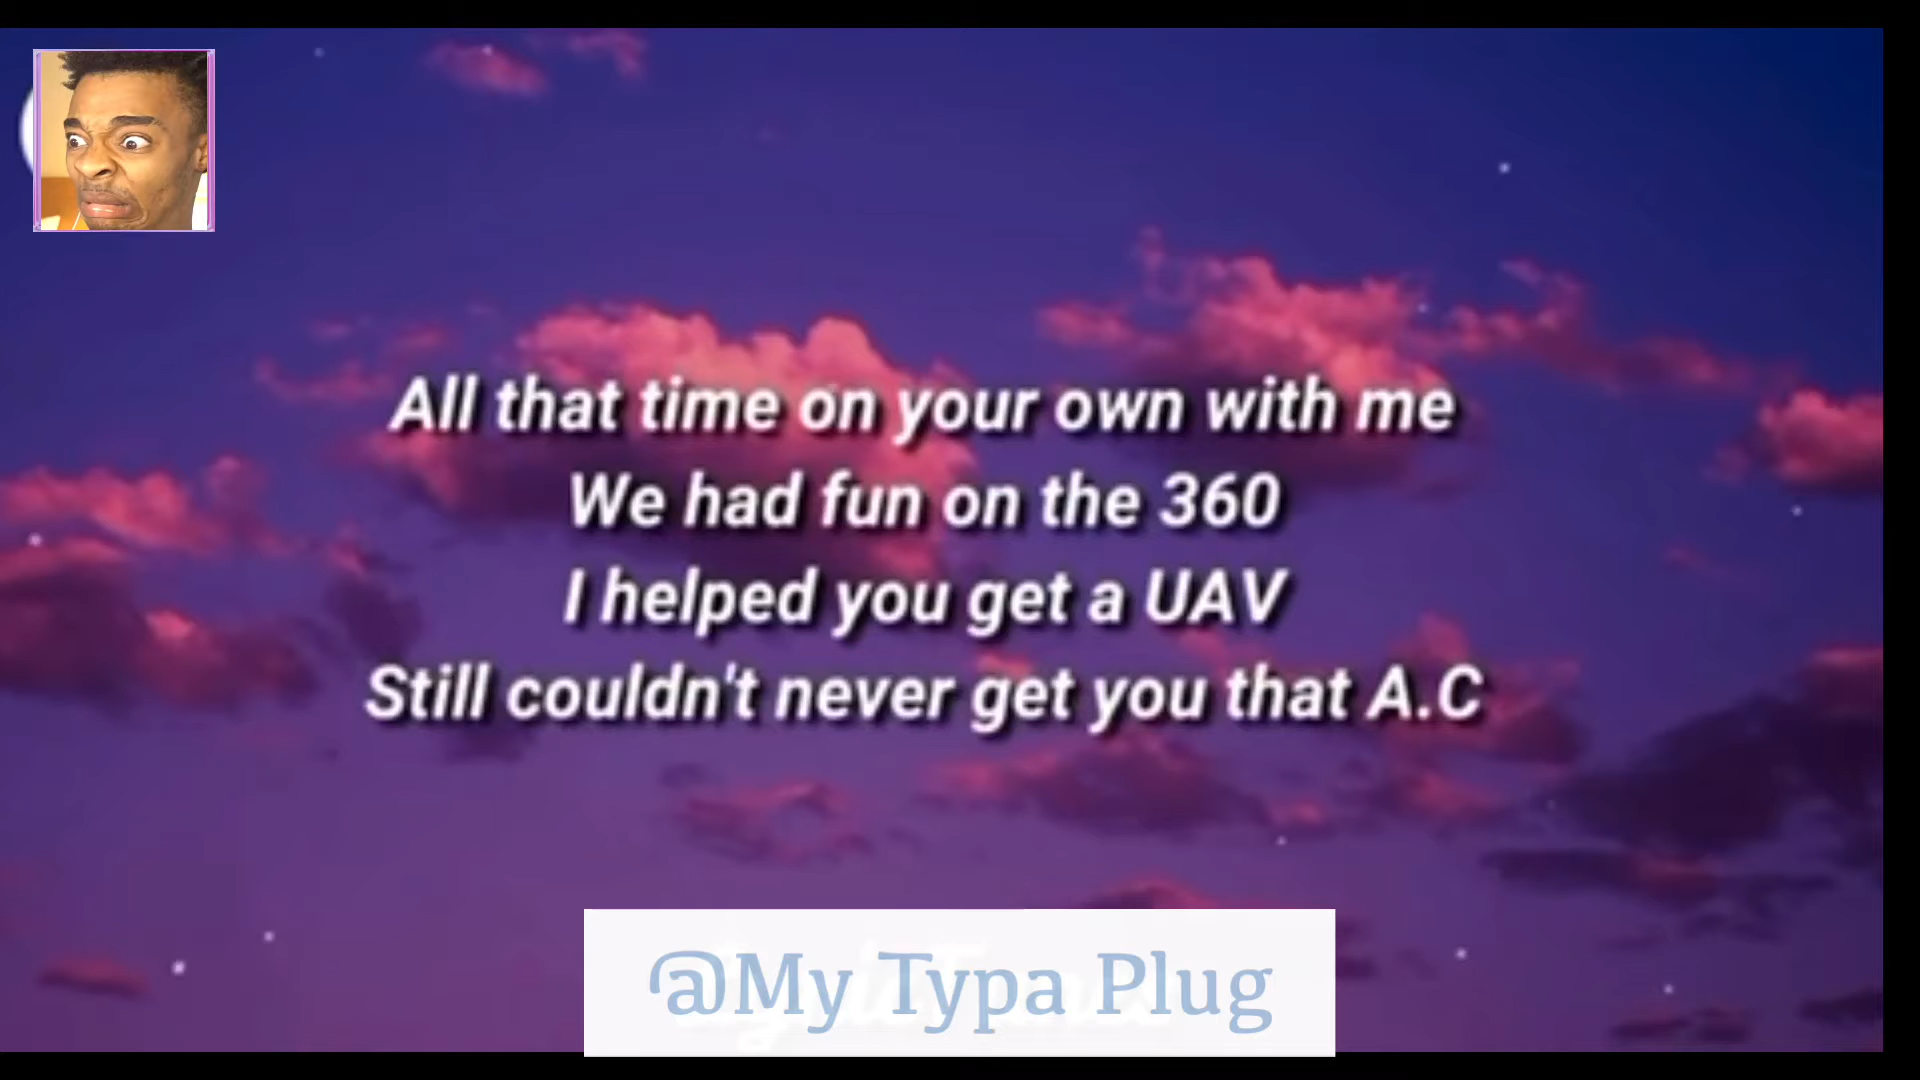 All that time on your own with me
We had fun on the 360
I helped you get a UAV
Still couldn't never get you that A.C
@My Typa Plug